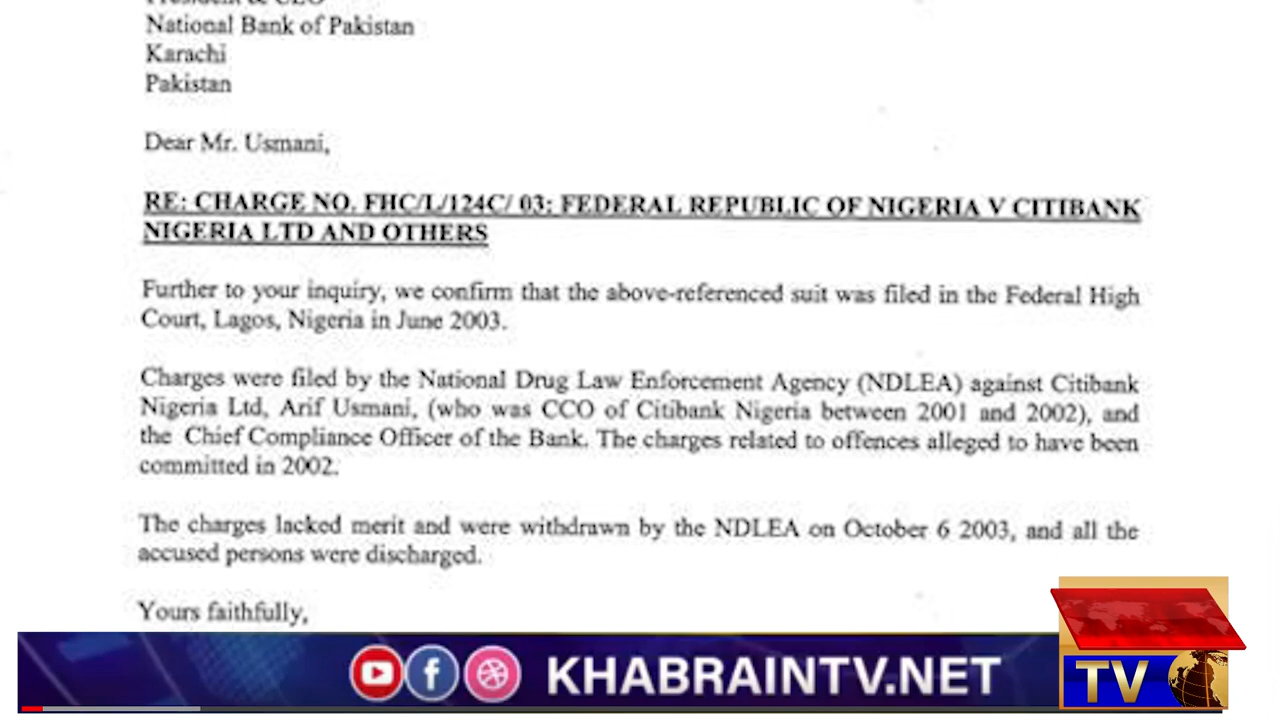 President & CEO
National Bank of Pakistan
Karachi
Pakistan
Dear Mr. Usmani,
RE: CHARGE NO. FHC/L/124C/ 03: FEDERAL REPUBLIC OF NIGERIA V CITIBANK
NIGERIA LTD AND OTHERS
Further to your inquiry, we confirm that the above-referenced suit was filed in the Federal High
Court, Lagos, Nigeria in June 2003.
Charges were filed by the National Drug Law Enforcement Agency (NDLEA) against Citibank
Nigeria Ltd, Arif Usmani, (who was CCO of Citibank Nigeria between 2001 and 2002), and
the Chief Compliance Officer of the Bank. The charges related to offences alleged to have been
committed in 2002.
The charges lacked merit and were withdrawn by the NDLEA on October 6 2003, and all the
accused persons were discharged.
Yours faithfully,
KHABRAINTV.NET
TV